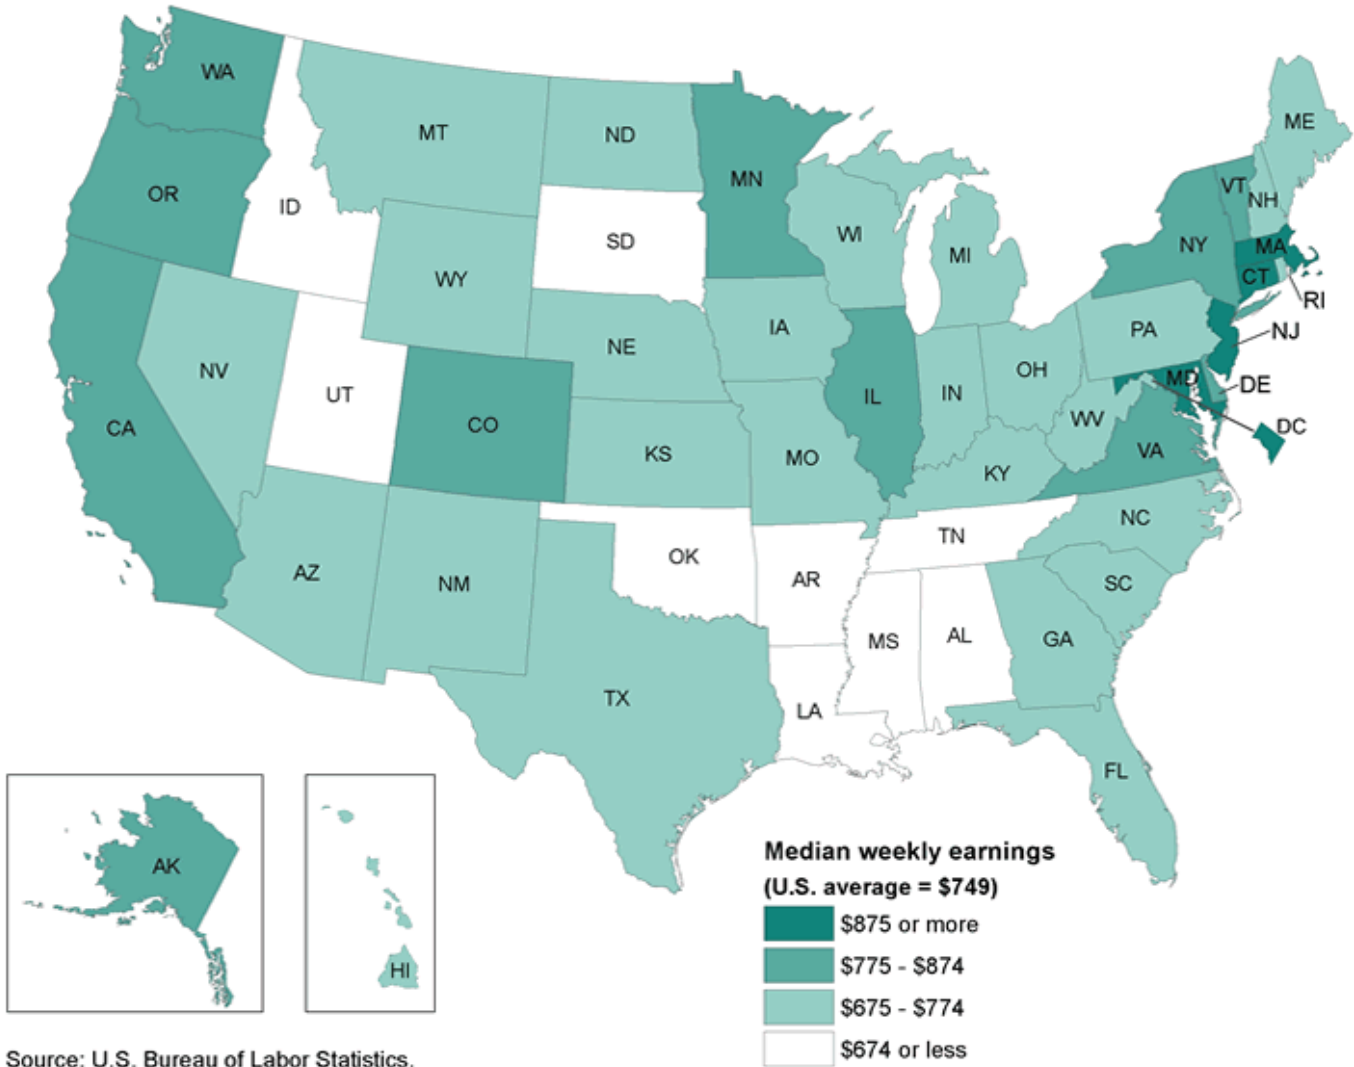 WA
MT
ND
MN
ME
OR
ID
SD
WI
MI
VT
NH
NY
MA
CT
RI
WY
NV
UT
NE
IA
PA
NJ
OH
IN
IL
MD
DE
DC
CA
CO
KS
MO
WV
VA
KY
NC
TN
AZ
NM
OK
AR
SC
MS
AL
GA
TX
LA
FL
AK
HI
Median weekly earnings
(U.S. average = $749)
$875 or more
$775 - $874
$675 - $774
$674 or less
Source: U.S. Bureau of Labor Statistics.